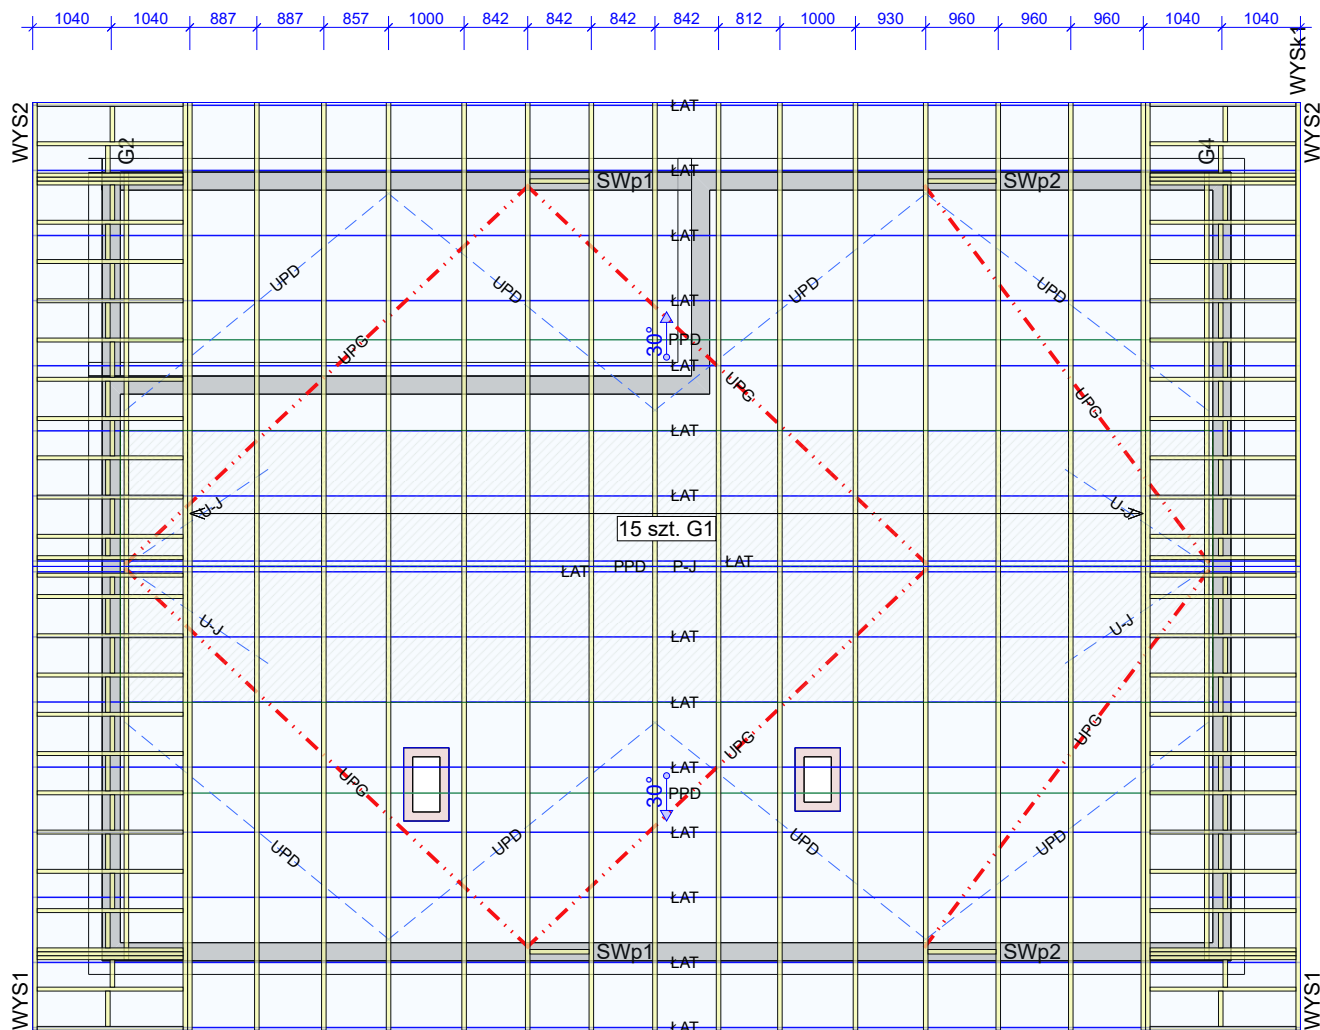 1040 1040 887 887 857 1000 842 842 842 842 812 1000 930 960 960 960 1040 1040
WYSk1
WYS2
ŁAT
WYS2
G2
G4
ŁAT
SWp1
SWp2
ŁAT
UPD
UPD
UPD
UPD
ŁAT
30°
PPD
UPG
ŁAT
UPG
UPG
ŁAT
ŁAT
U-J
U-J
15 szt. G1
ŁAT PPD P-J ŁAT
U-J
U-J
ŁAT
ŁAT
UPG
UPG
ŁAT
UPG
30°
PPD
ŁAT
UPD
UPD
UPD
UPD
ŁAT
SWp1
SWp2
ŁAT
WYS1
WYS1
ŁAT